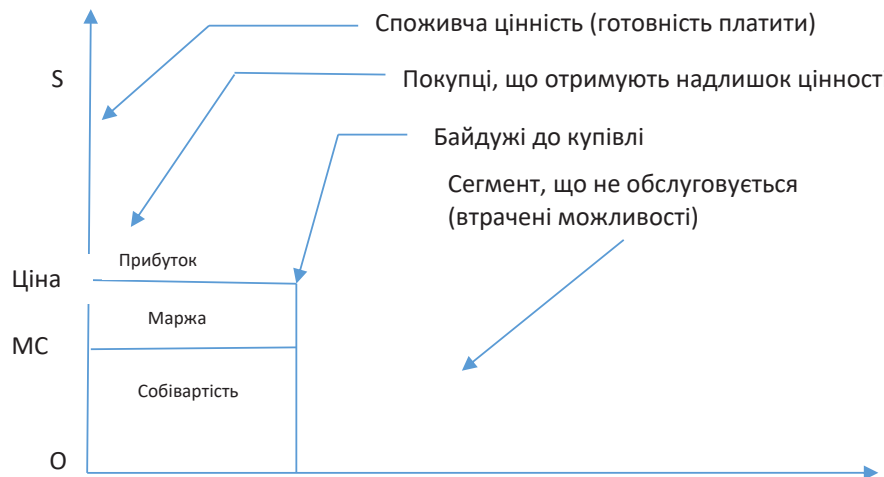 Споживча цінність (готовність платити)
S
Покупці, що отримують надлишок цінност
Байдужі до купівлі
Сегмент, що не обслуговується
(втрачені можливості)
Прибуток
Ціна
Маржа
МС
Собівартість
О